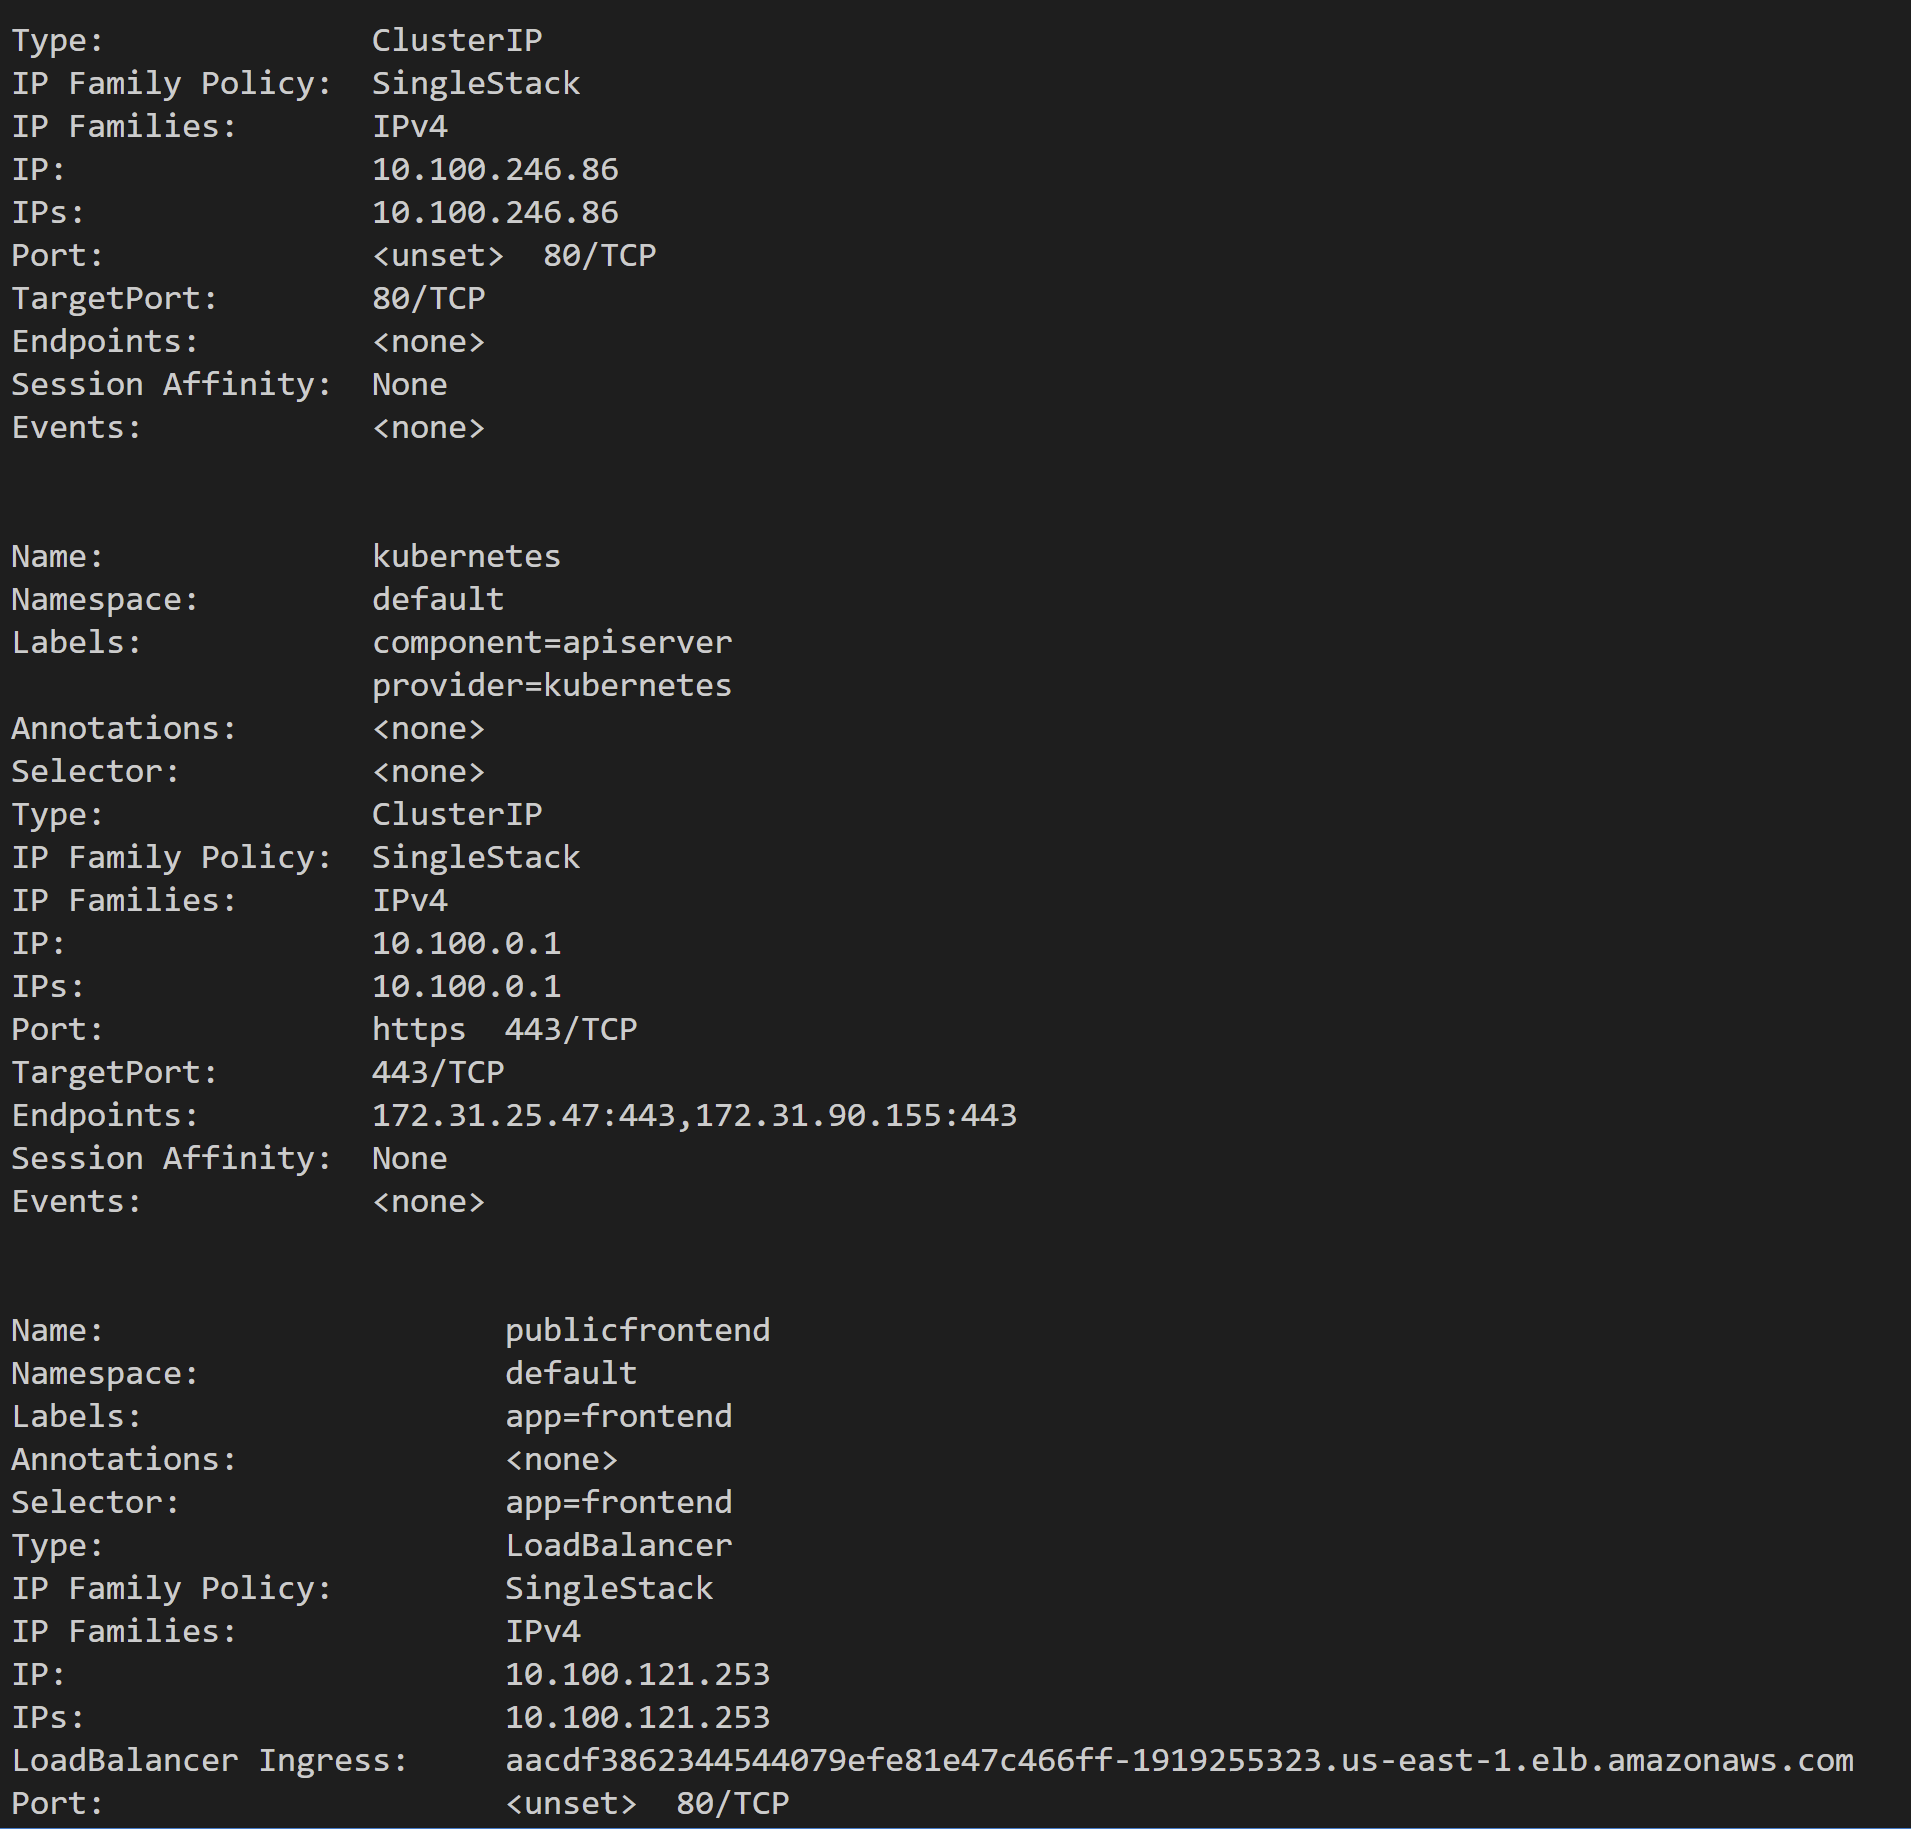 Type:              ClusterIP
IP Family Policy:  SingleStack
IP Families:       IPv4
IP:                10.100.246.86
IPs:               10.100.246.86
Port:              <unset>  80/TCP
TargetPort:        80/TCP
Endpoints:         <none>
Session Affinity:  None
Events:            <none>
Name:              kubernetes
Namespace:         default
Labels:            component=apiserver
                   provider=kubernetes
Annotations:       <none>
Selector:          <none>
Type:              ClusterIP
IP Family Policy:  SingleStack
IP Families:       IPv4
IP:                10.100.0.1
IPs:               10.100.0.1
Port:              https  443/TCP
TargetPort:        443/TCP
Endpoints:         172.31.25.47:443,172.31.90.155:443
Session Affinity:  None
Events:            <none>
Name:                     publicfrontend
Namespace:                default
Labels:                   app=frontend
Annotations:              <none>
Selector:                 app=frontend
Type:                     LoadBalancer
IP Family Policy:         SingleStack
IP Families:              IPv4
IP:                       10.100.121.253
IPs:                      10.100.121.253
LoadBalancer Ingress:     aacdf3862344544079efe81e47c466ff-1919255323.us-east-1.elb.amazonaws.com
Port:                     <unset>  80/TCP